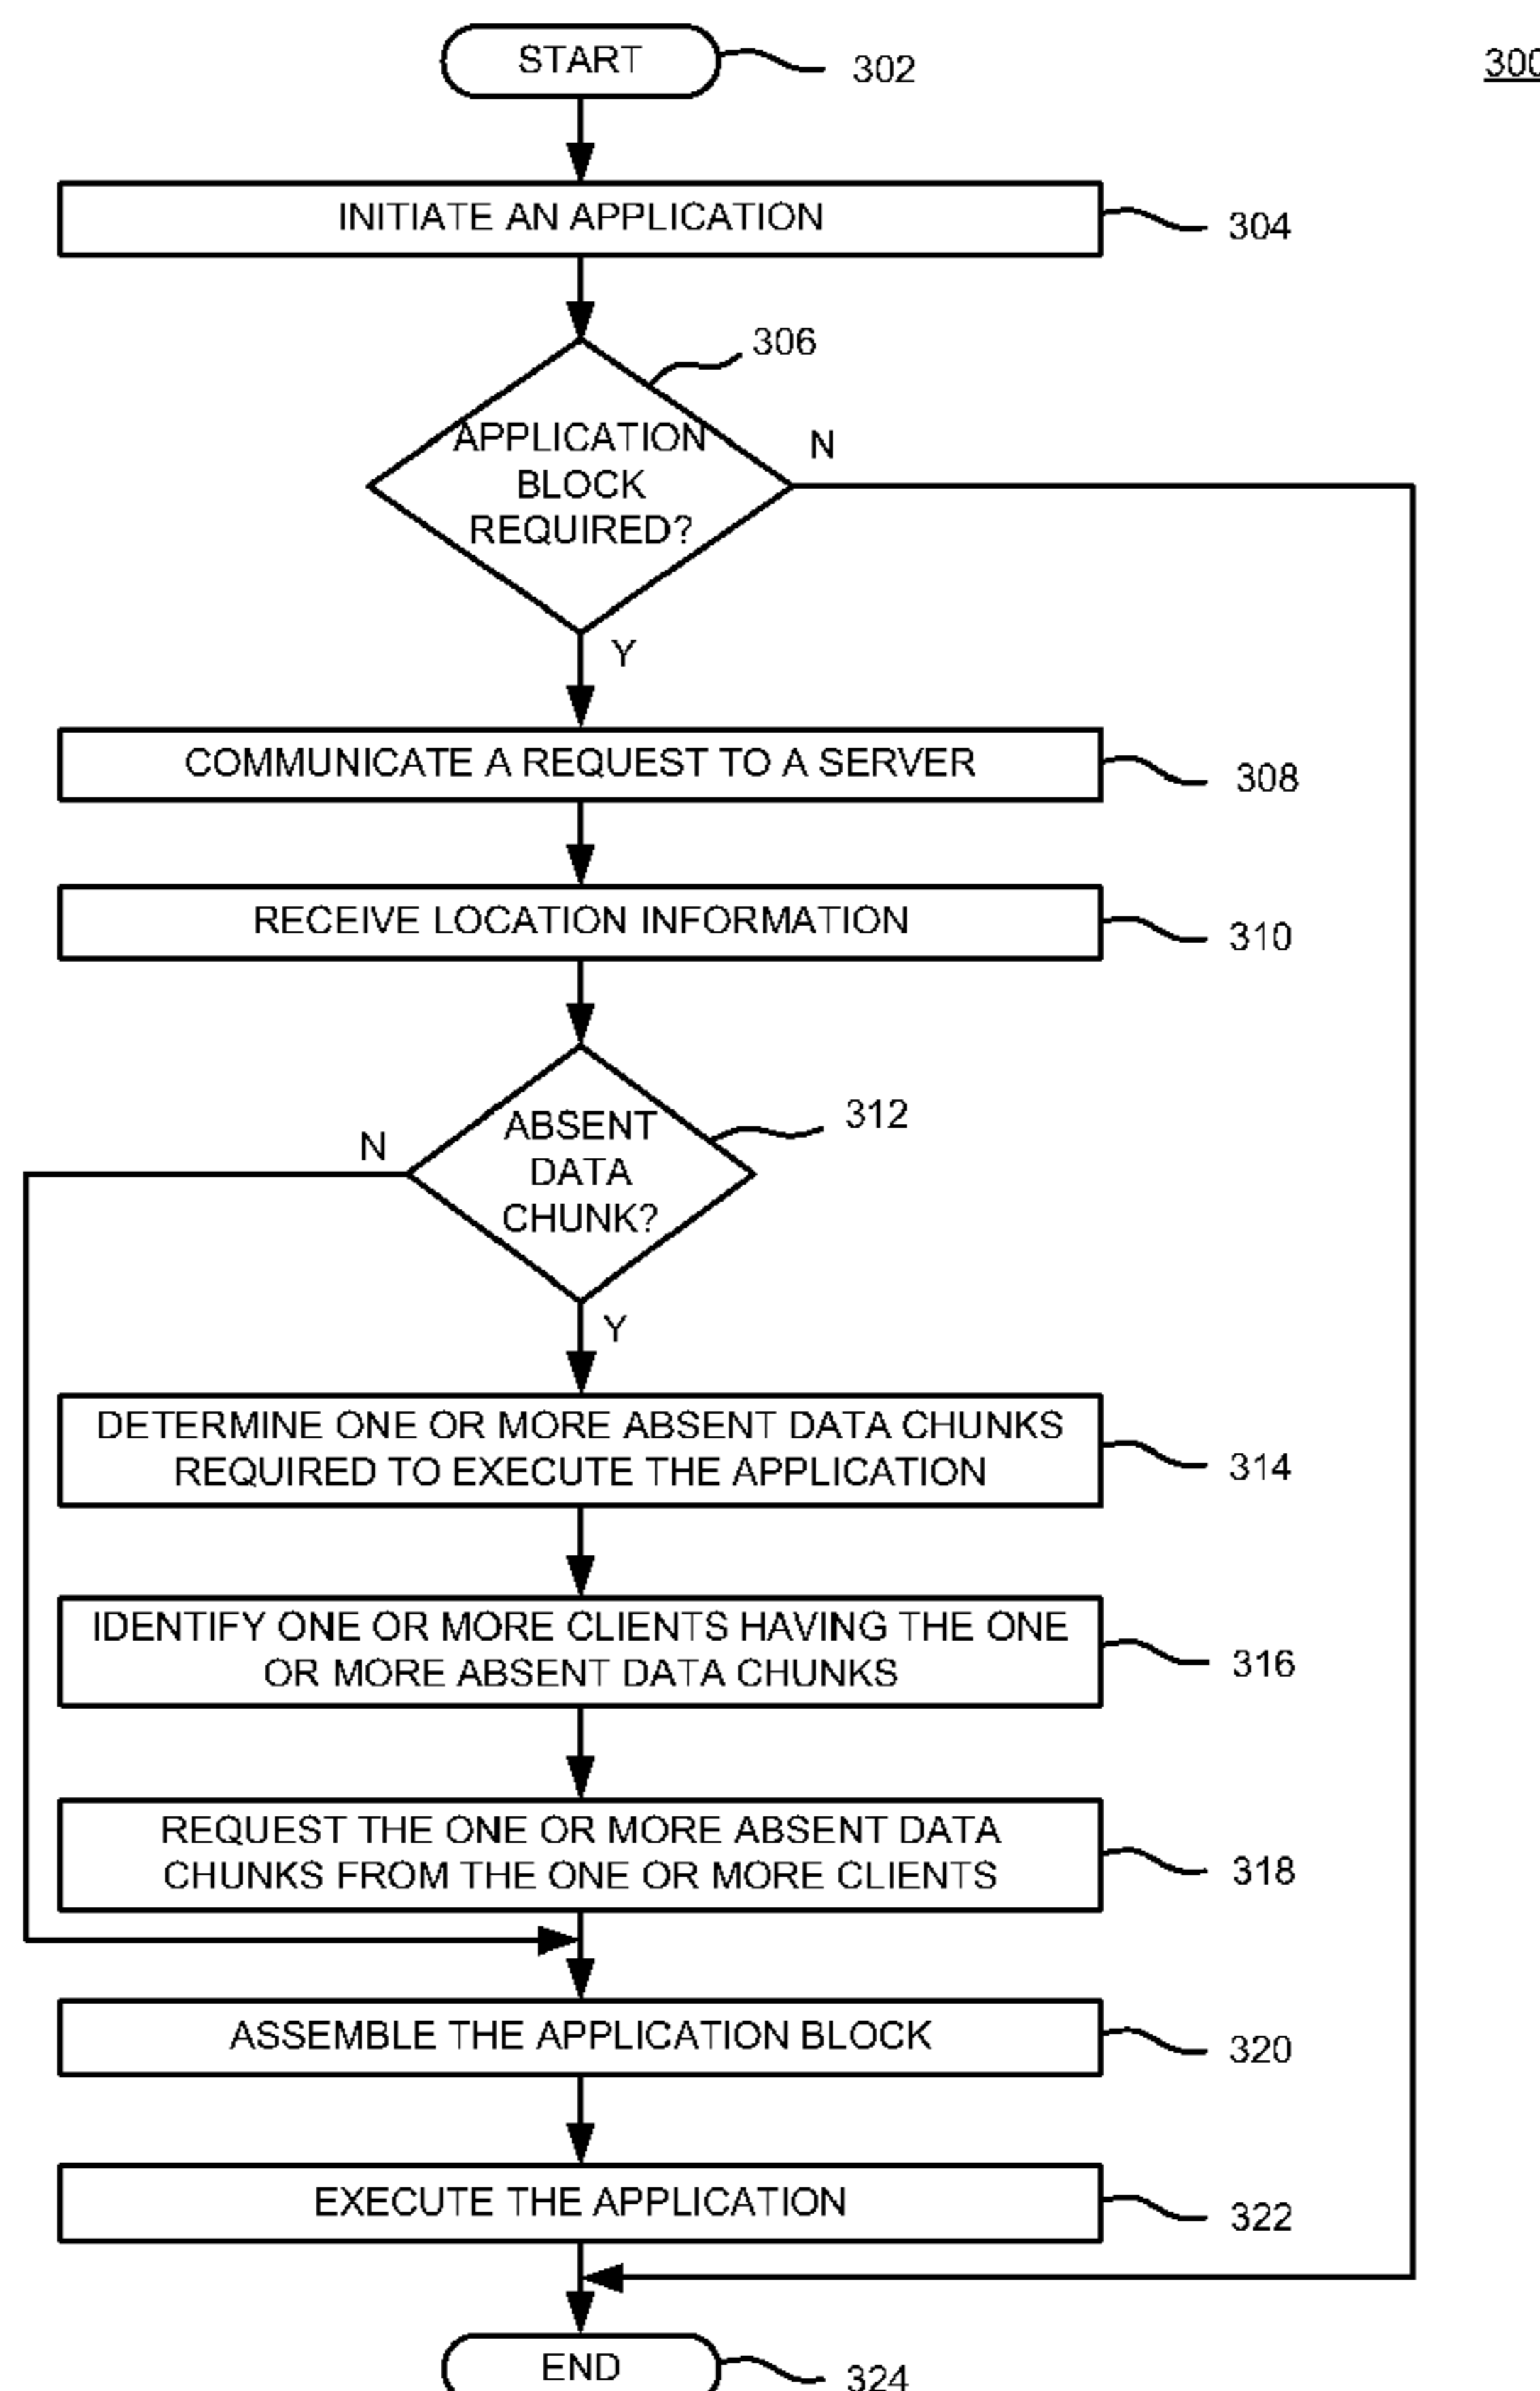 START
302
300
INITIATE AN APPLICATION
304
306
APPLICATION
BLOCK
REQUIRED?
N
Y
COMMUNICATE A REQUEST TO A SERVER
308
RECEIVE LOCATION INFORMATION
310
ABSENT
DATA
CHUNK?
312
N
Y
DETERMINE ONE OR MORE ABSENT DATA CHUNKS
REQUIRED TO EXECUTE THE APPLICATION
314
IDENTIFY ONE OR MORE CLIENTS HAVING THE ONE
OR MORE ABSENT DATA CHUNKS
316
REQUEST THE ONE OR MORE ABSENT DATA
CHUNKS FROM THE ONE OR MORE CLIENTS
318
ASSEMBLE THE APPLICATION BLOCK
320
EXECUTE THE APPLICATION
322
END
324